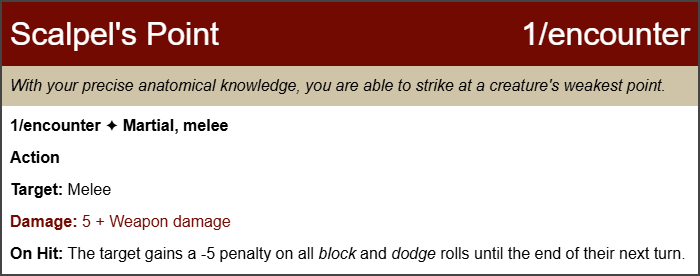 Scalpel's Point 1/encounter
With your precise anatomical knowledge, you are able to strike at a creature's weakest point.
1/encounter ✦ Martial, melee
Action
Target: Melee
Damage: 5 + Weapon damage
On Hit: The target gains a -5 penalty on all block and dodge rolls until the end of their next turn.